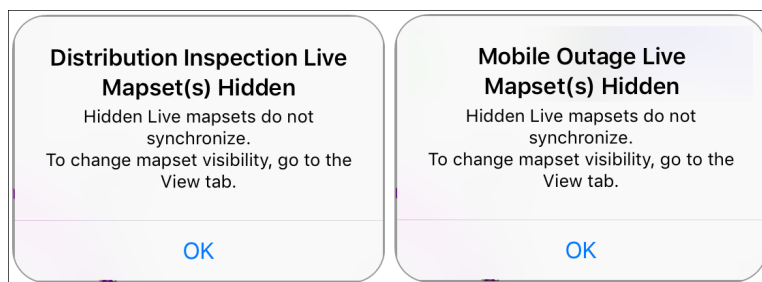 Distribution Inspection Live
Mapset(s) Hidden
Hidden Live mapsets do not
synchronize.
To change mapset visibility, go to the
View tab.
OK
Mobile Outage Live
Mapset(s) Hidden
Hidden Live mapsets do not
synchronize.
To change mapset visibility, go to the
View tab.
OK